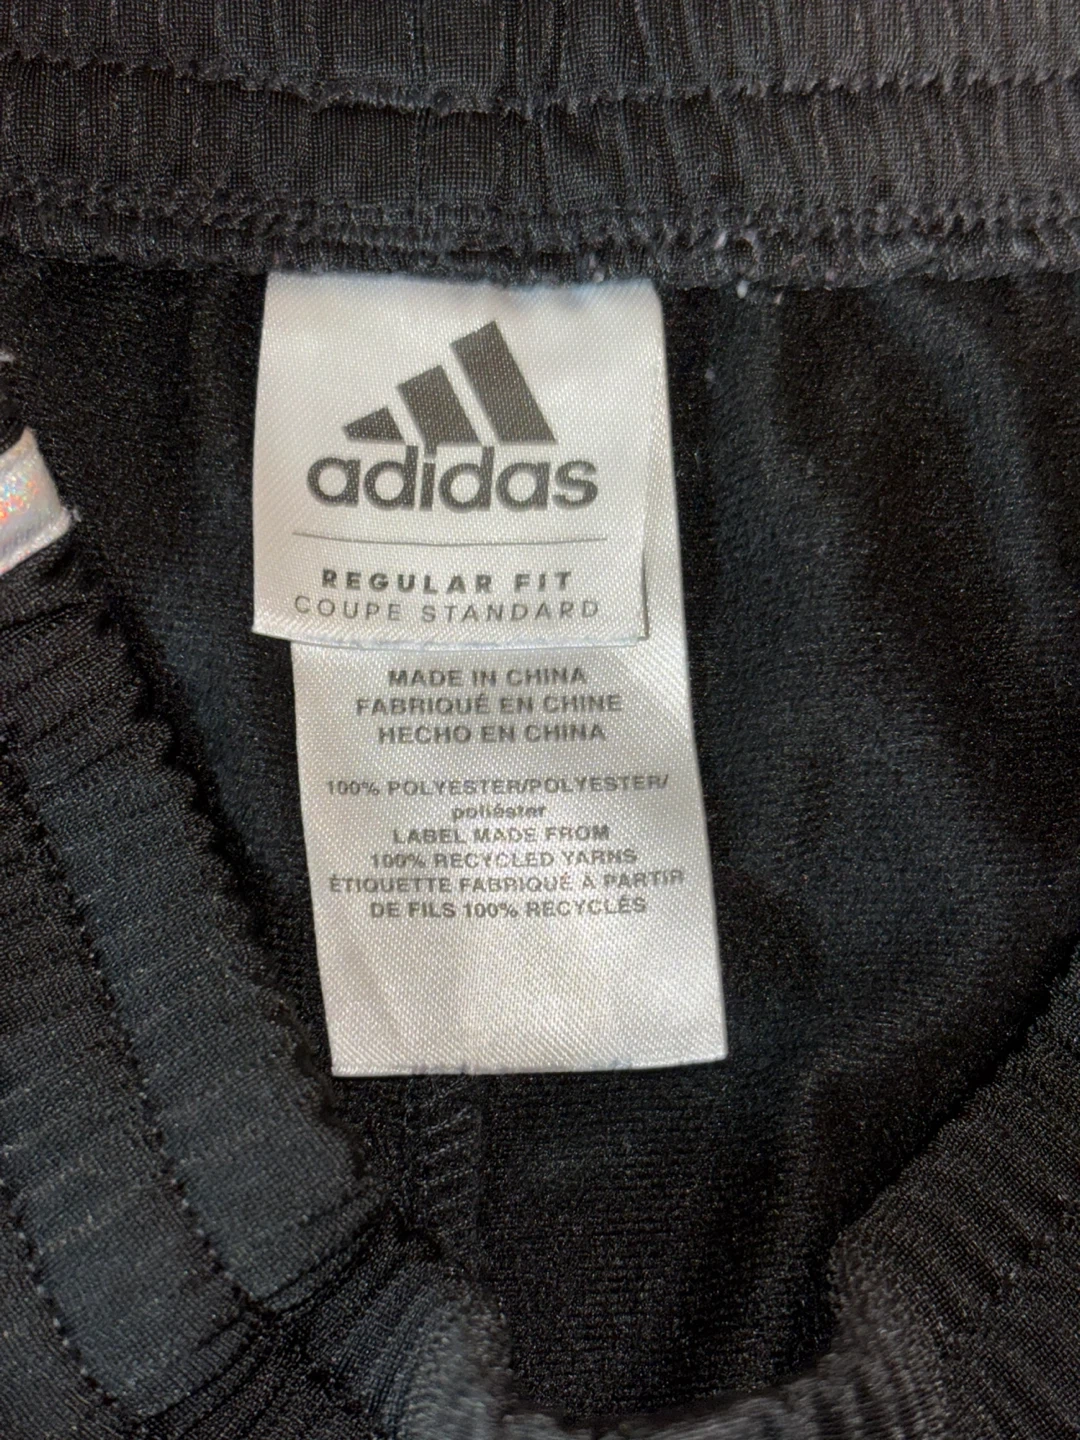 adidas
REGULAR FIT
COUPE STANDARD
MADE IN CHINA
FABRIQUÉ EN CHINE
HECHO EN CHINA
100% POLYESTER/POLYESTER/
poliéster
LABEL MADE FROM
100% RECYCLED YARNS
ÉTIQUETTE FABRIQUÉ À PARTIR
DE FILS 100% RECYCLÉS